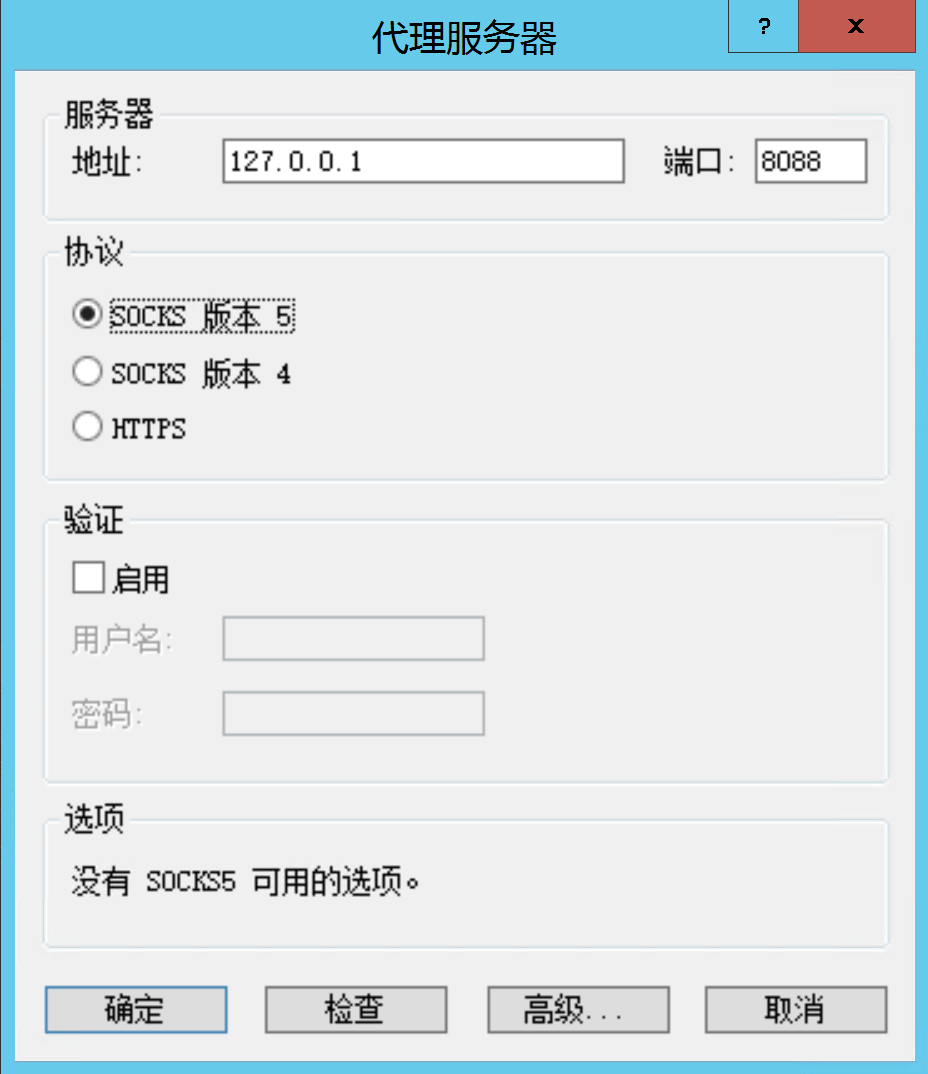 代理服务器
?
x
服务器
地址: 127.0.0.1 端口: 8088
协议
SOCKS 版本 5
SOCKS 版本 4
HTTPS
验证
启用
用户名:
密码:
选项
没有 SOCKS5 可用的选项。
确定 检查 高级... 取消